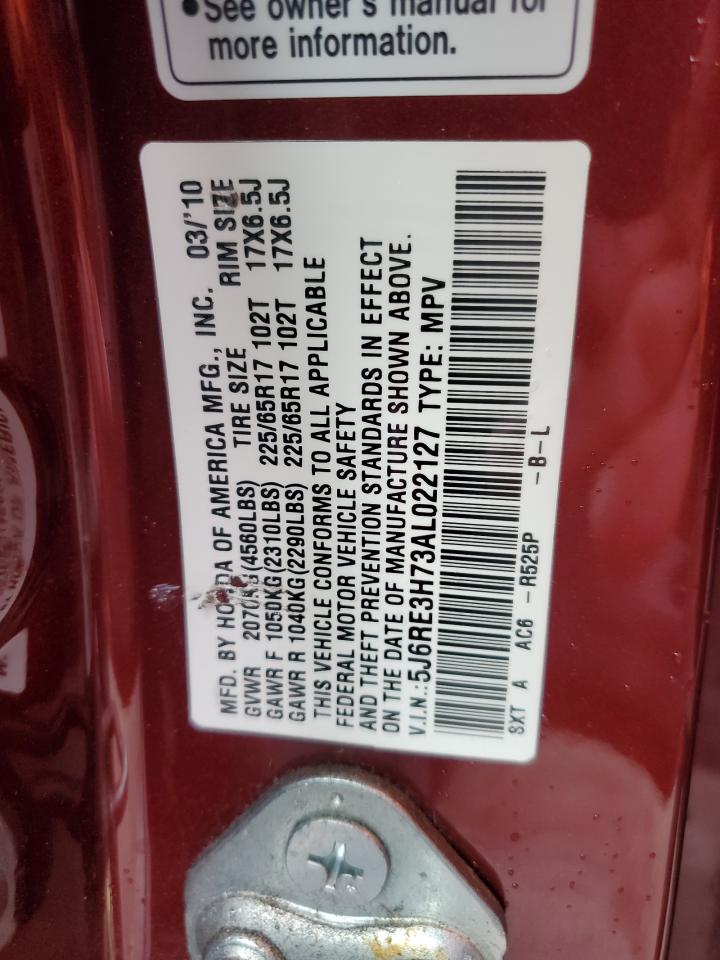 •See owner's manual for
more information.
MFD. BY HONDA OF AMERICA MFG., INC. 03/'10
GVWR 2070KG(4560LBS) TIRE SIZE RIM SIZE
GAWR F 1050KG(2310LBS) 225/65R17 102T 17X6.5J
GAWR R 1040KG(2290LBS) 225/65R17 102T 17X6.5J
THIS VEHICLE CONFORMS TO ALL APPLICABLE
FEDERAL MOTOR VEHICLE SAFETY
AND THEFT PREVENTION STANDARDS IN EFFECT
ON THE DATE OF MANUFACTURE SHOWN ABOVE.
V.I.N.:5J6RE3H73AL022127 TYPE: MPV
SXT A AC6 -R525P -B-L